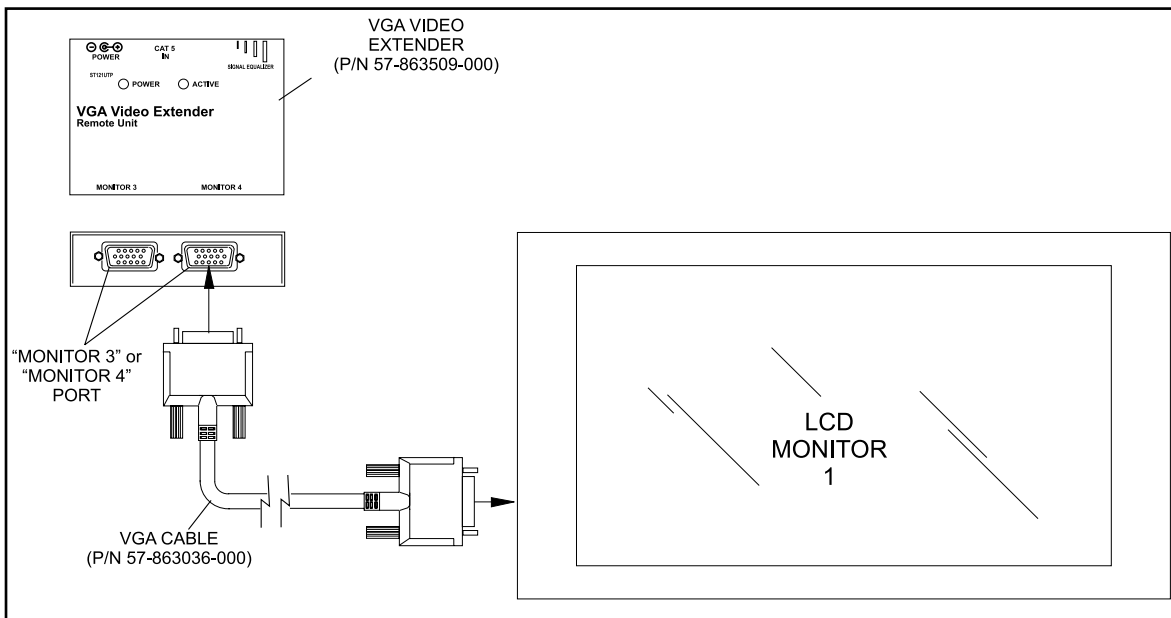 VGA VIDEO
EXTENDER
(P/N 57-863509-000)
POWER
CAT 5
IN
SIGNAL EQUALIZER
ST121UTP
POWER
ACTIVE
VGA Video Extender
Remote Unit
MONITOR 3
MONITOR 4
“MONITOR 3” or
“MONITOR 4”
PORT
LCD
MONITOR
1
VGA CABLE
(P/N 57-863036-000)